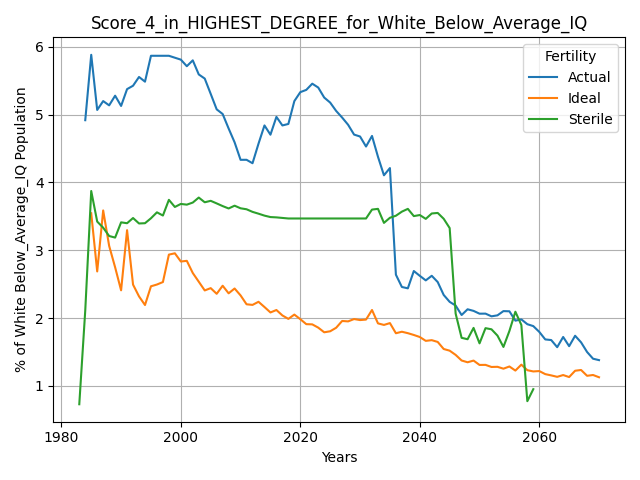 Score_4_in_HIGHEST_DEGREE_for_White_Below_Average_IQ
% of White Below_Average_IQ Population
6
5
4
3
2
1
Fertility
Actual
Ideal
Sterile
1980
2000
2020
2040
2060
Years